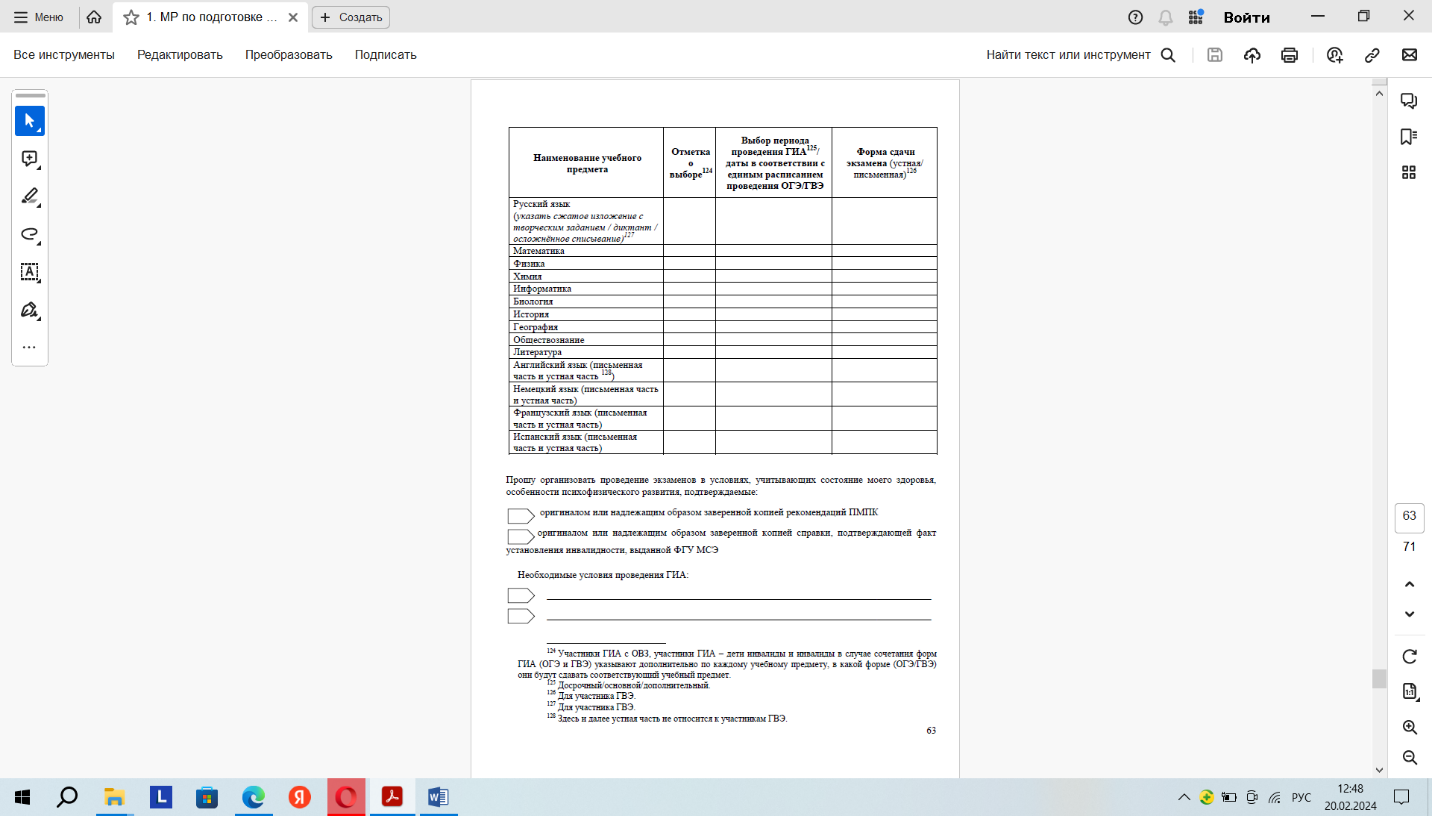 Меню
1. МР по подготовке ...
Создать
Войти
Все инструменты
Редактировать
Преобразовать
Подписать
Найти текст или инструмент
Наименование учебного предмета
Отметка о выборе124
Выбор периода проведения ГИА125/ даты в соответствии с единым расписанием проведения ОГЭ/ГВЭ
Форма сдачи экзамена (устная/ письменная)126
Русский язык
(указать сжатое изложение с
творческим заданием / диктант /
осложнённое списывание)127
Математика
Физика
Химия
Информатика
Биология
История
География
Обществознание
Литература
Английский язык (письменная
часть и устная часть 128)
Немецкий язык (письменная часть
и устная часть)
Французский язык (письменная
часть и устная часть)
Испанский язык (письменная
часть и устная часть)
Прошу организовать проведение экзаменов в условиях, учитывающих состояние моего здоровья,
особенности психофизического развития, подтверждаемые:
оригиналом или надлежащим образом заверенной копией рекомендаций ПМПК
оригиналом или надлежащим образом заверенной копией справки, подтверждающей факт
установления инвалидности, выданной ФГУ МСЭ
Необходимые условия проведения ГИА:
124 Участники ГИА с ОВЗ, участники ГИА – дети инвалиды и инвалиды в случае сочетания форм
ГИА (ОГЭ и ГВЭ) указывают дополнительно по каждому учебному предмету, в какой форме (ОГЭ/ГВЭ)
они будут сдавать соответствующий учебный предмет.
125 Досрочный/основной/дополнительный.
126 Для участника ГВЭ.
127 Для участника ГВЭ.
128 Здесь и далее устная часть не относится к участникам ГВЭ.
63
63
71
1:1
L
Я
РУС
12:48
20.02.2024